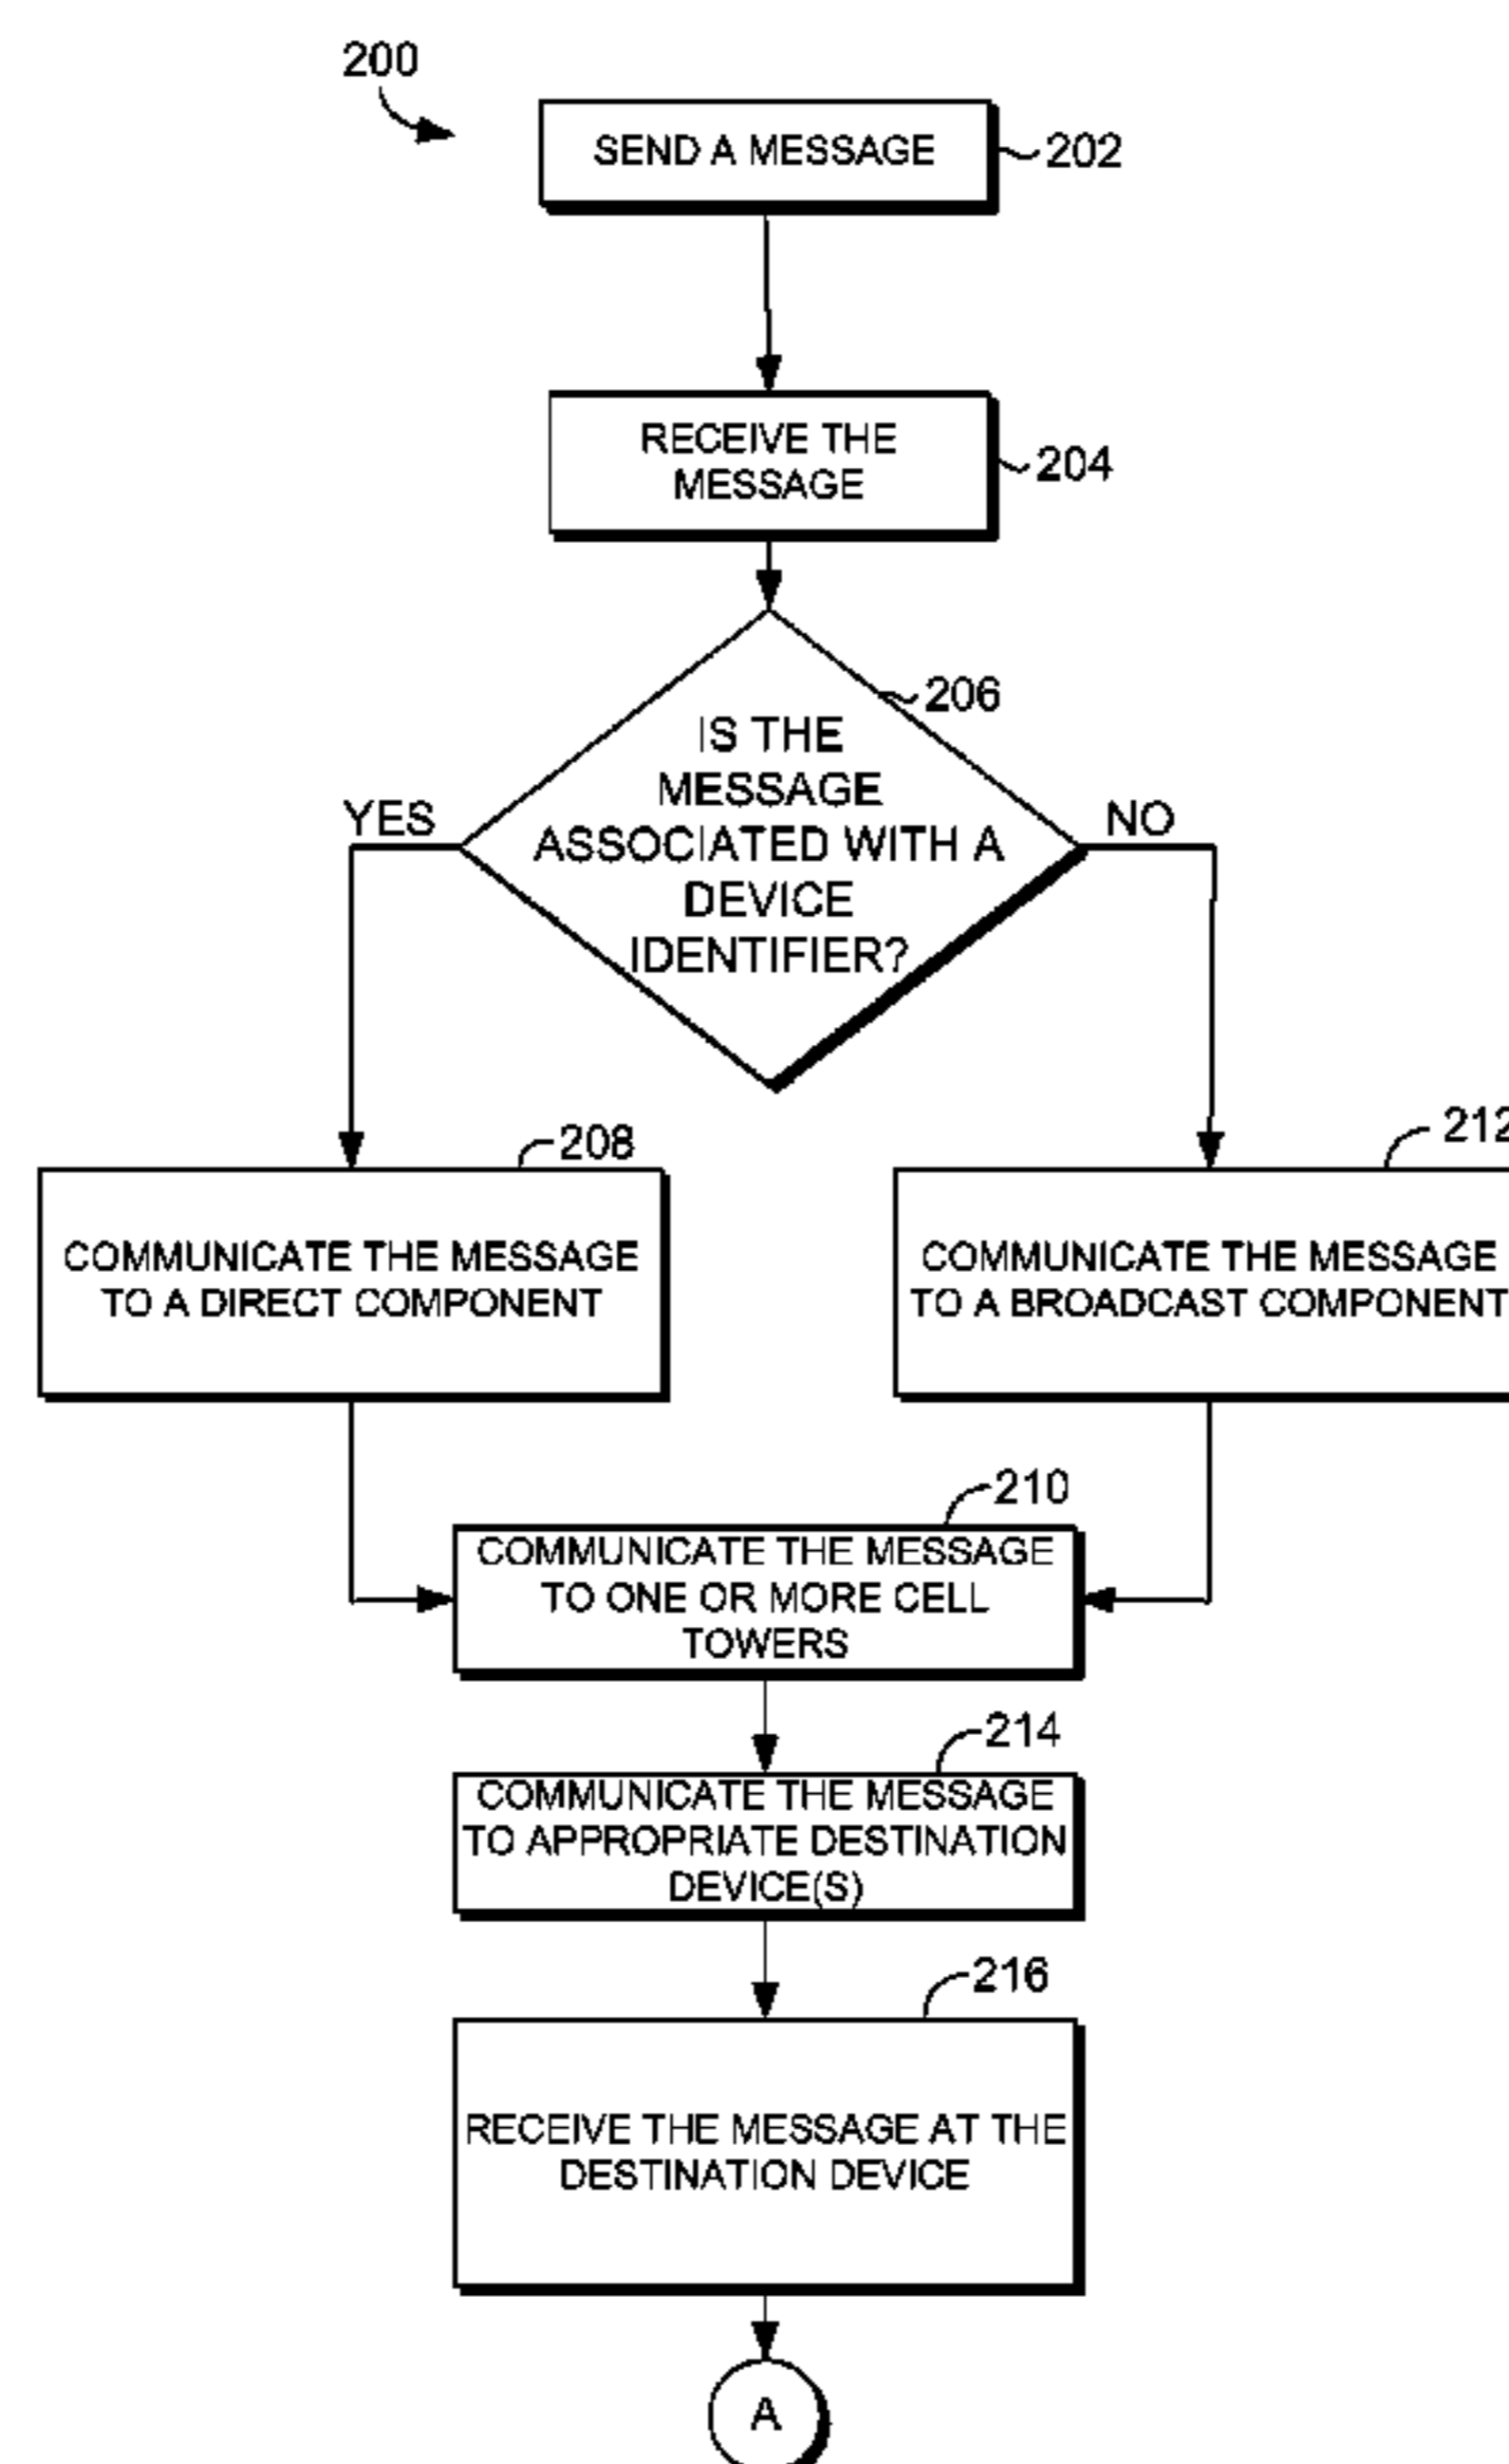 200
SEND A MESSAGE
202
RECEIVE THE
MESSAGE
204
206
IS THE
MESSAGE
ASSOCIATED WITH A
DEVICE
IDENTIFIER?
YES
NO
208
COMMUNICATE THE MESSAGE
TO A DIRECT COMPONENT
212
COMMUNICATE THE MESSAGE
TO A BROADCAST COMPONENT
210
COMMUNICATE THE MESSAGE
TO ONE OR MORE CELL
TOWERS
214
COMMUNICATE THE MESSAGE
TO APPROPRIATE DESTINATION
DEVICE(S)
216
RECEIVE THE MESSAGE AT THE
DESTINATION DEVICE
A